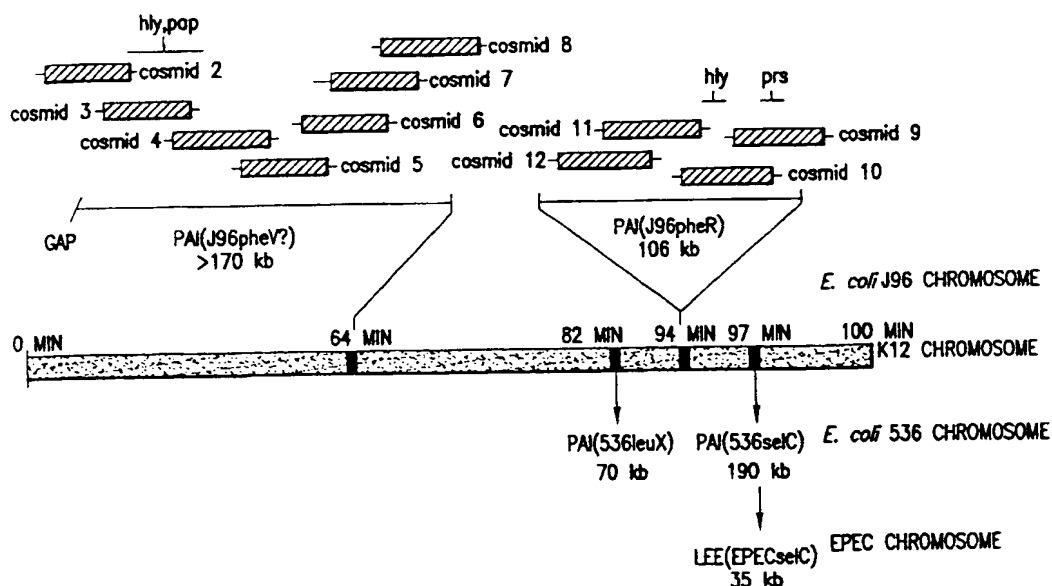 hly,pap
cosmid 8
cosmid 2
cosmid 7
hly prs
cosmid 3
cosmid 6
cosmid 11
cosmid 9
cosmid 4
cosmid 5
cosmid 12
cosmid 10
GAP
PAI(J96pheV?)
>170 kb
PAI(J96pheR)
106 kb
E. coli J96 CHROMOSOME
0 MIN 64 MIN 82 MIN 94 MIN 97 MIN 100 MIN
K12 CHROMOSOME
PAI(536leuX) PAI(536selC) E. coli 536 CHROMOSOME
70 kb 190 kb
LEE(EPECselC) EPEC CHROMOSOME
35 kb